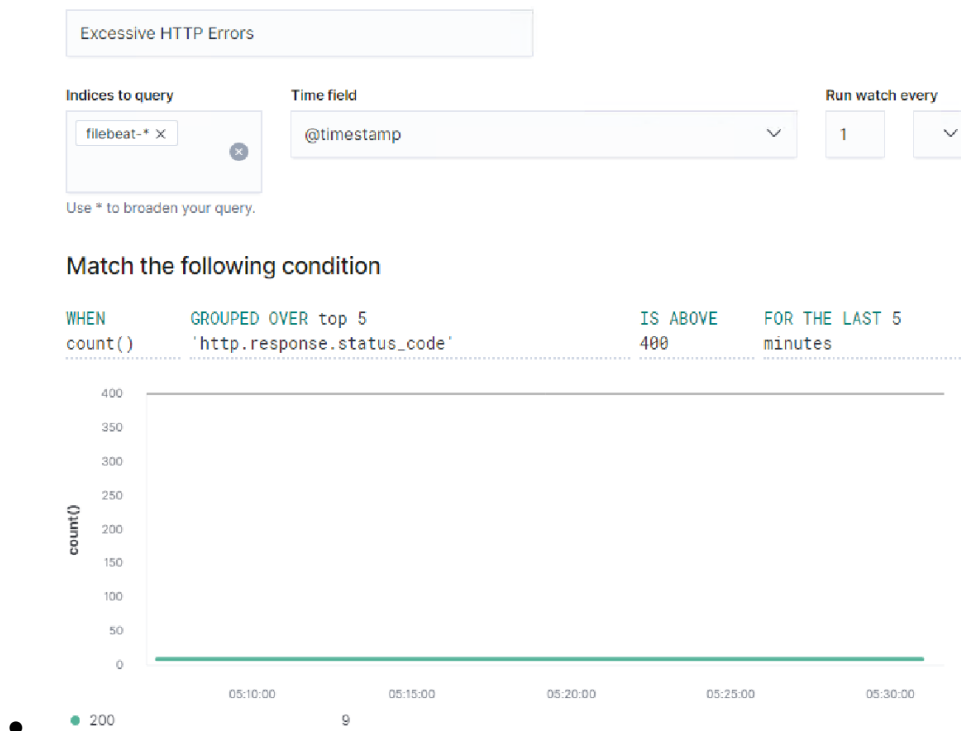 Excessive HTTP Errors
Indices to query Time field Run watch every
filebeat-* × @timestamp 1
Use * to broaden your query.
Match the following condition
WHEN GROUPED OVER top 5 IS ABOVE FOR THE LAST 5
count() 'http.response.status_code' 400 minutes
400
350
300
250
200
150
100
50
0
count()
05:10:00 05:15:00 05:20:00 05:25:00 05:30:00
200 9